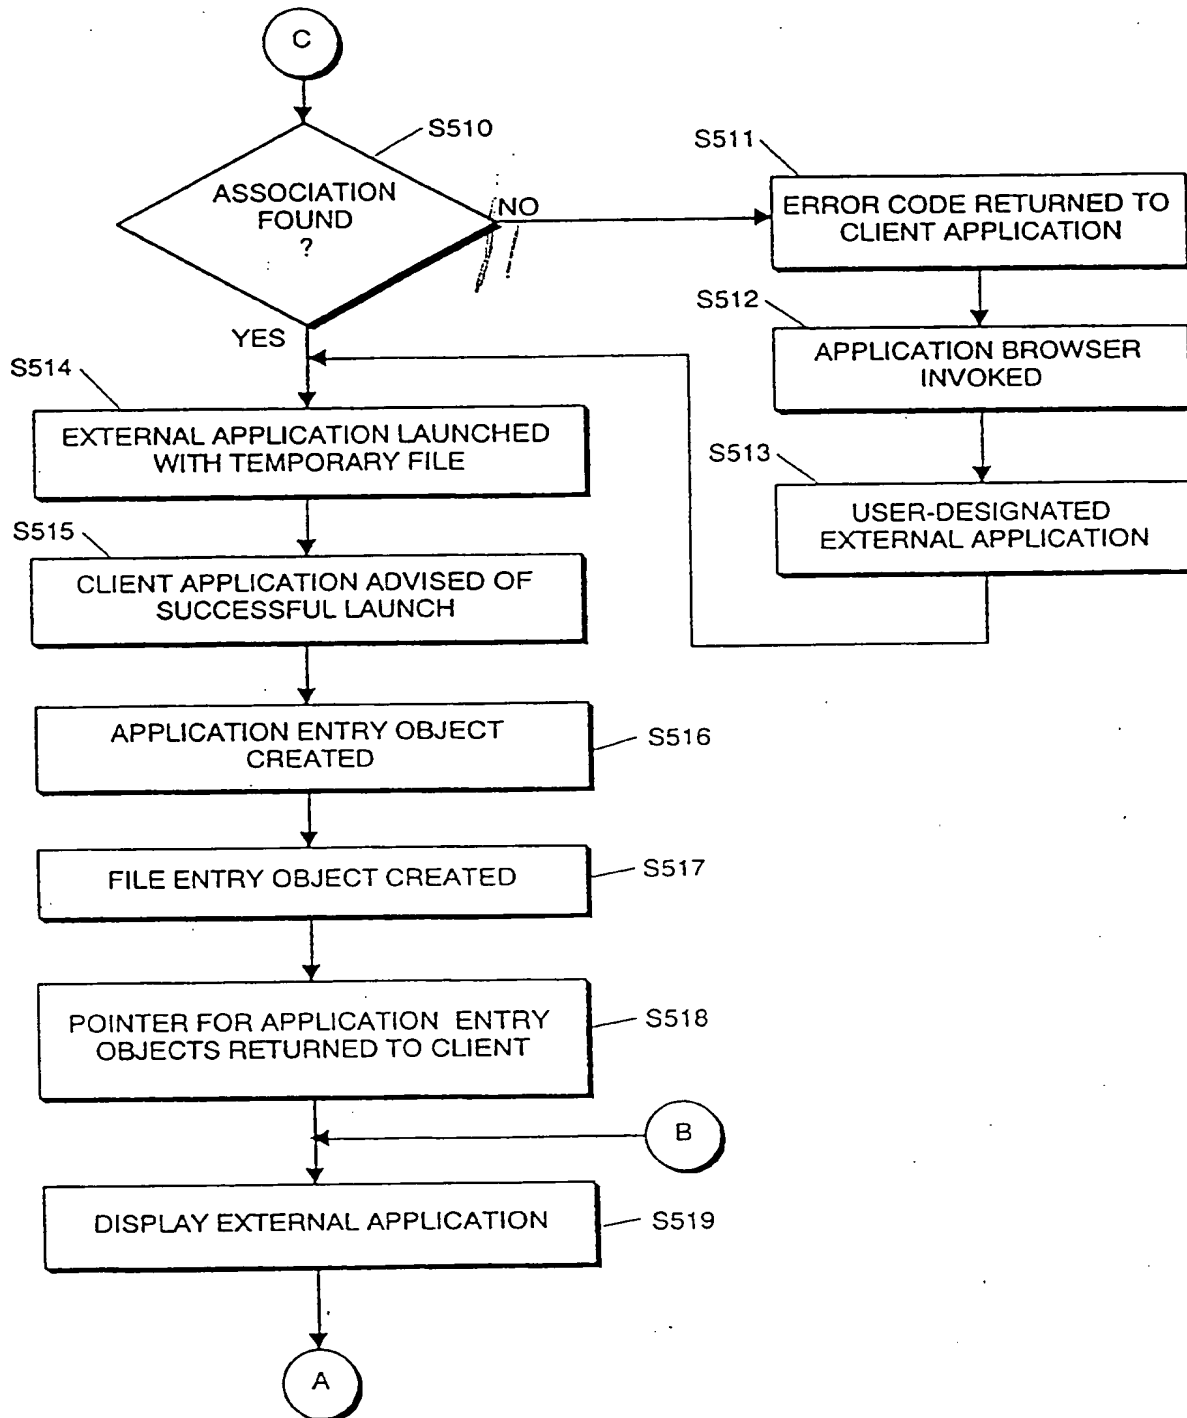 C
S510
ASSOCIATION
FOUND
?
NO
YES
S511
ERROR CODE RETURNED TO
CLIENT APPLICATION
S512
APPLICATION BROWSER
INVOKED
S513
USER-DESIGNATED
EXTERNAL APPLICATION
S514
EXTERNAL APPLICATION LAUNCHED
WITH TEMPORARY FILE
S515
CLIENT APPLICATION ADVISED OF
SUCCESSFUL LAUNCH
APPLICATION ENTRY OBJECT
CREATED
S516
FILE ENTRY OBJECT CREATED
S517
POINTER FOR APPLICATION ENTRY
OBJECTS RETURNED TO CLIENT
S518
B
DISPLAY EXTERNAL APPLICATION
S519
A